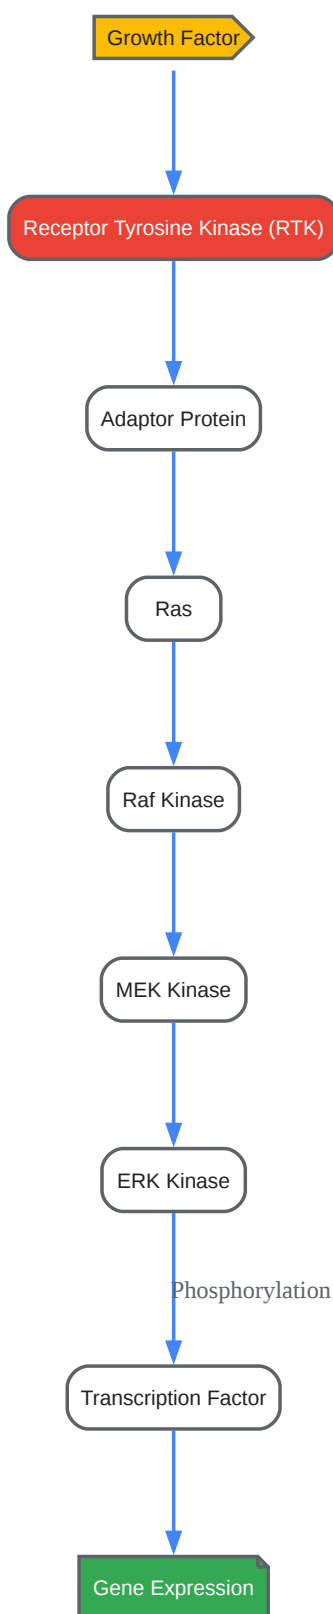 Growth Factor
Receptor Tyrosine Kinase (RTK)
Adaptor Protein
Ras
Raf Kinase
MEK Kinase
ERK Kinase
Phosphorylation
Transcription Factor
Gene Expression